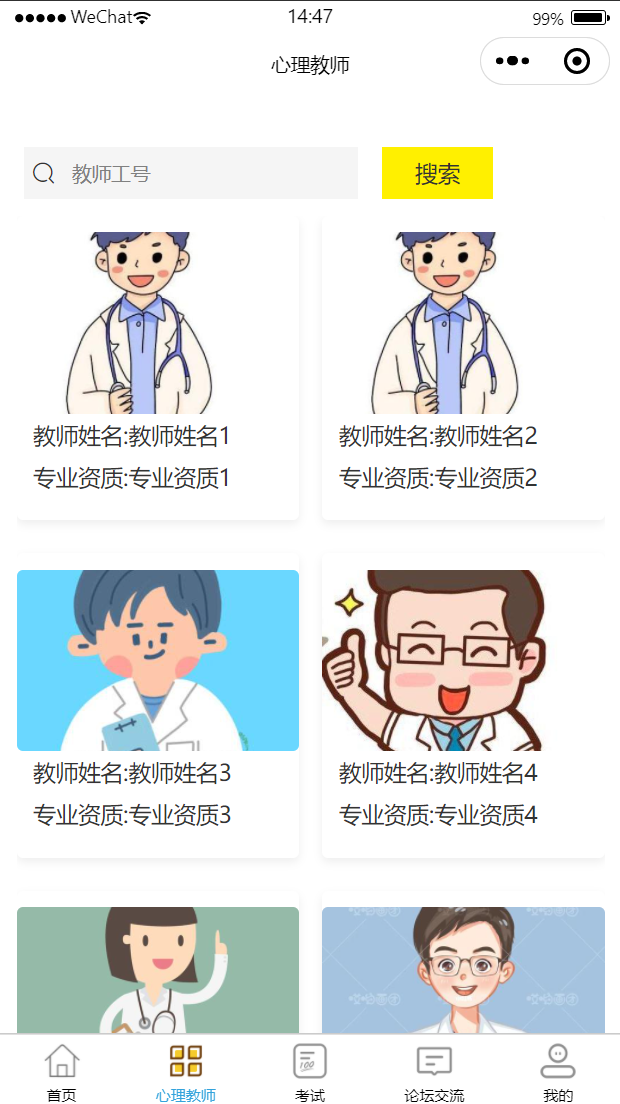 ●●●●● WeChat 14:47 99%
心理教师
教师工号 搜索
教师姓名:教师姓名1 教师姓名:教师姓名2
专业资质:专业资质1 专业资质:专业资质2
教师姓名:教师姓名3 教师姓名:教师姓名4
专业资质:专业资质3 专业资质:专业资质4
首页 心理教师 考试 论坛交流 我的